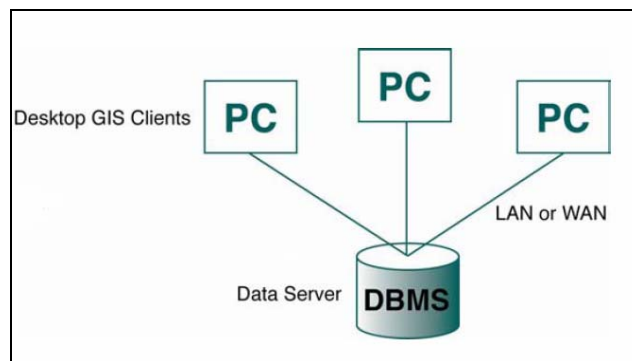 PC
Desktop GIS Clients
PC
PC
LAN or WAN
Data Server
DBMS